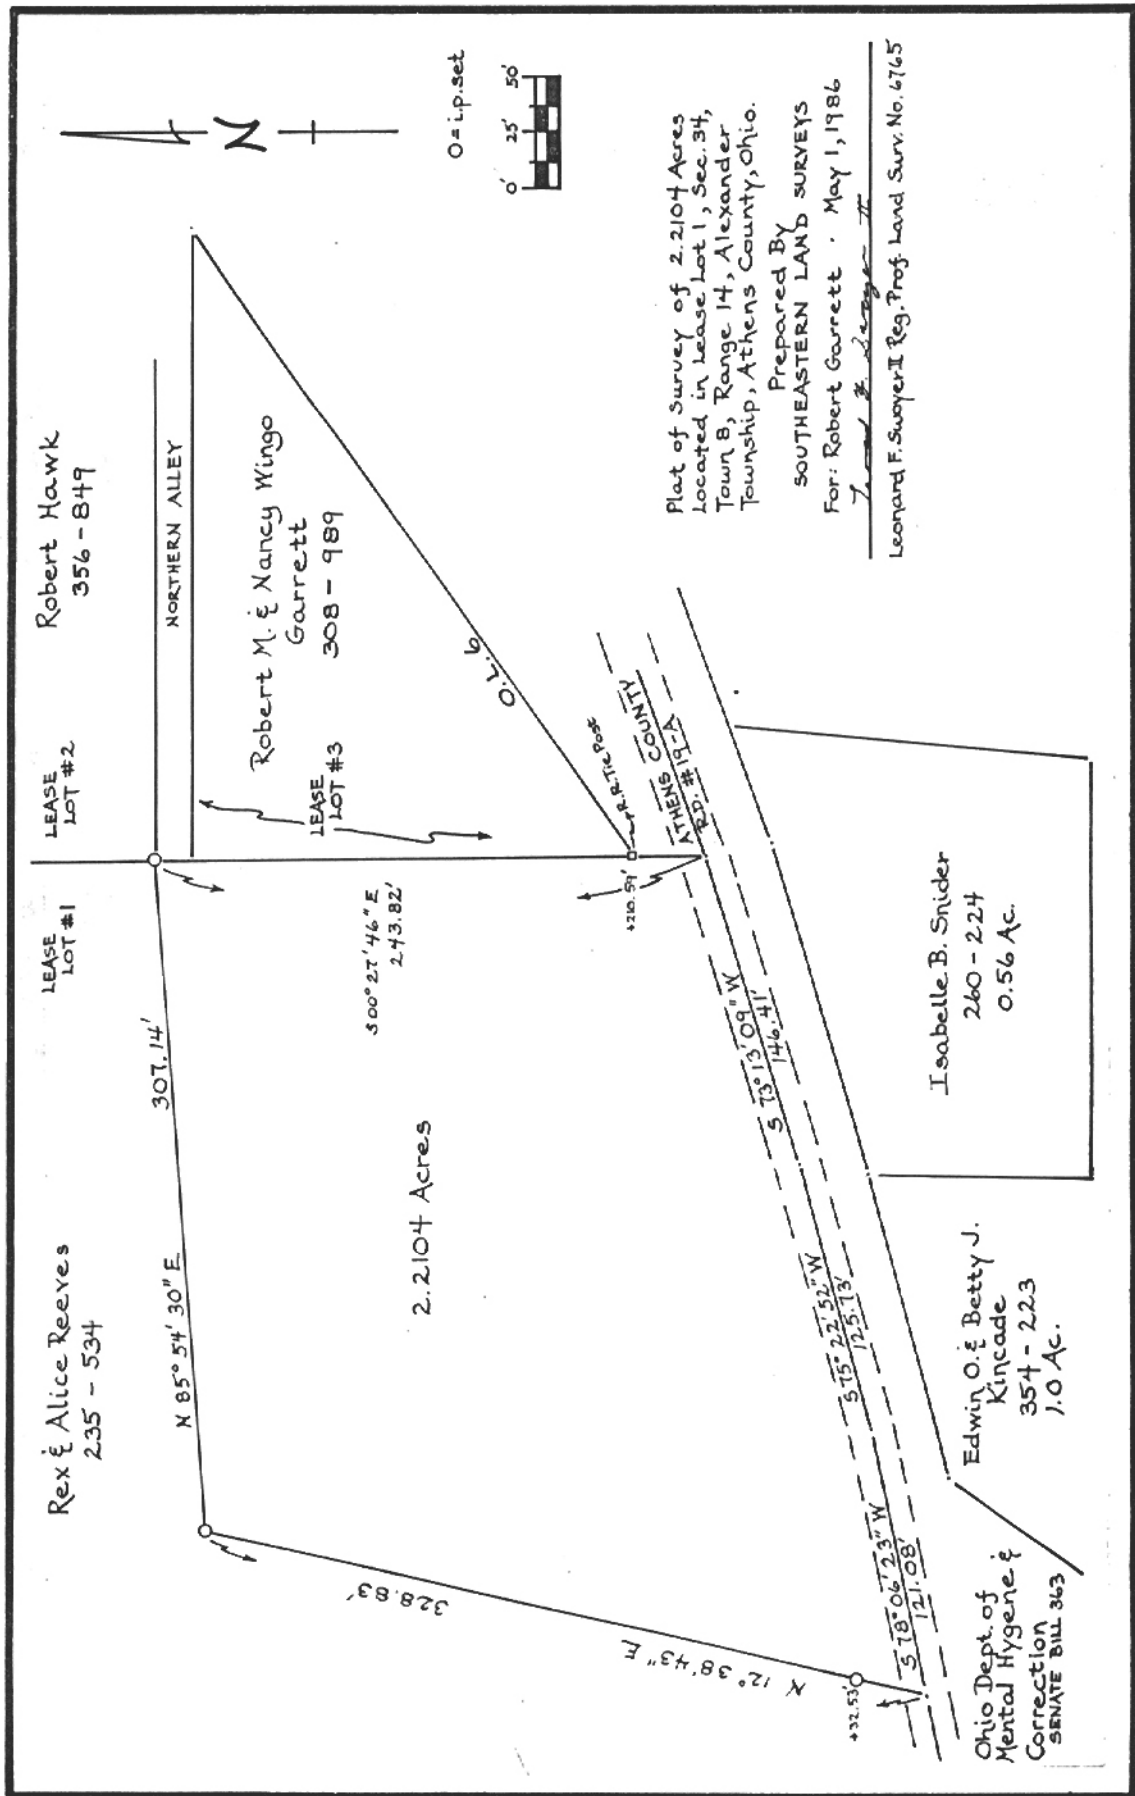 Rex & Alice Reeves
235 - 534
LEASE
LOT #1
LEASE
LOT #2
Robert Hawk
356 - 849
N 85° 54' 30" E
307.14'
NORTHERN ALLEY
Robert M. & Nancy Wingo
Garrett
308 - 989
LEASE
LOT #3
N
O = i.p. set
0' 25' 50'
S 00° 27' 46" E
243.82'
2.2104 Acres
328.83'
N 12° 38' 43" E
O.L. 6
R.R. Tie Post
+210.59'
+32.53'
ATHENS COUNTY
RD. #19-A
S 73° 13' 09" W
146.41'
S 75° 22' 52" W
125.73'
S 78° 06' 23" W
121.08'
Ohio Dept. of
Mental Hygene &
Correction
SENATE BILL 363
Edwin O. & Betty J.
Kincade
354 - 223
1.0 Ac.
Isabelle B. Snider
260 - 224
0.56 Ac.
Plat of Survey of 2.2104 Acres
Located in Lease Lot 1, Sec. 34,
Town 8, Range 14, Alexander
Township, Athens County, Ohio.
Prepared By
SOUTHEASTERN LAND SURVEYS
For: Robert Garrett · May 1, 1986
Leonard F. Swoyer II Reg. Prof. Land Surv. No. 6765